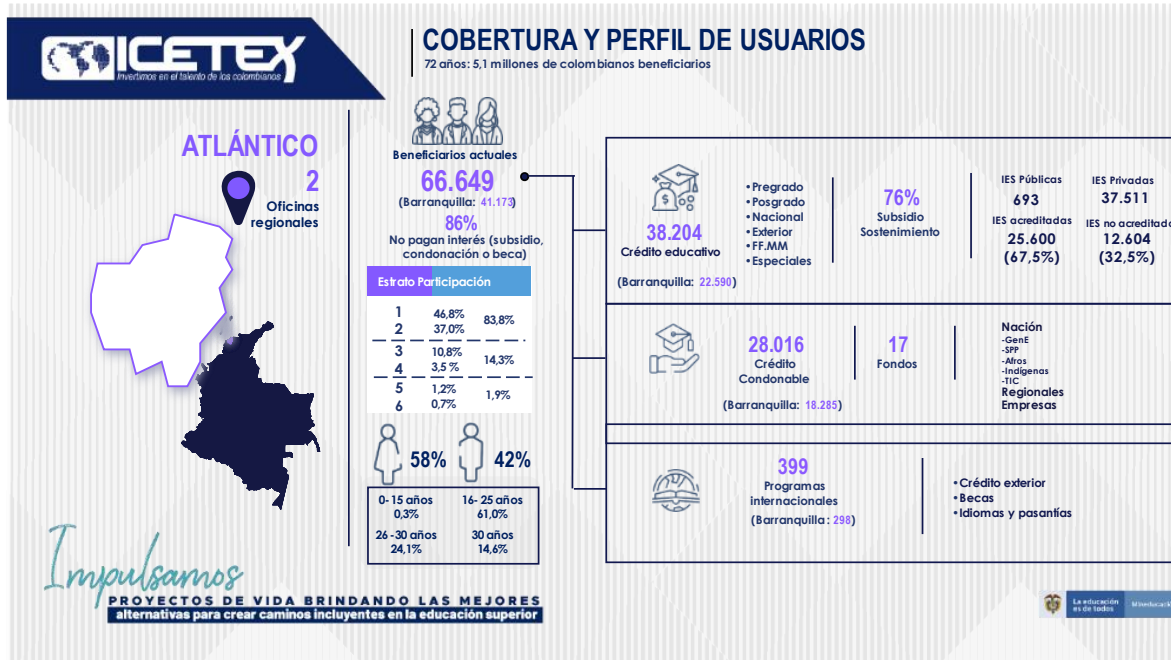 ICETEX
Invertimos en el talento de los colombianos
COBERTURA Y PERFIL DE USUARIOS
72 años: 5,1 millones de colombianos beneficiarios
ATLÁNTICO
2
Oficinas
regionales
Beneficiarios actuales
66.649
(Barranquilla: 41.173)
86%
No pagan interés (subsidio,
condonación o beca)
Estrato Participación
1 46,8%
2 37,0%
83,8%
3 10,8%
4 3,5 %
14,3%
5 1,2%
6 0,7%
1,9%
58% 42%
0- 15 años 16- 25 años
0,3% 61,0%
26 -30 años 30 años
24,1% 14,6%
38.204
Crédito educativo
(Barranquilla: 22.590)
•Pregrado
•Posgrado
•Nacional
•Exterior
•FF.MM
•Especiales
76%
Subsidio
Sostenimiento
IES Públicas IES Privadas
693 37.511
IES acreditadas IES no acreditad
25.600 12.604
(67,5%) (32,5%)
28.016
Crédito
Condonable
(Barranquilla: 18.285)
17
Fondos
Nación
-GenE
-SPP
-Afros
-Indígenas
-TIC
Regionales
Empresas
399
Programas
internacionales
(Barranquilla: 298)
•Crédito exterior
•Becas
•Idiomas y pasantías
Impulsamos
PROYECTOS DE VIDA BRINDANDO LAS MEJORES
alternativas para crear caminos incluyentes en la educación superior
La educación
es de todos
Mineducació